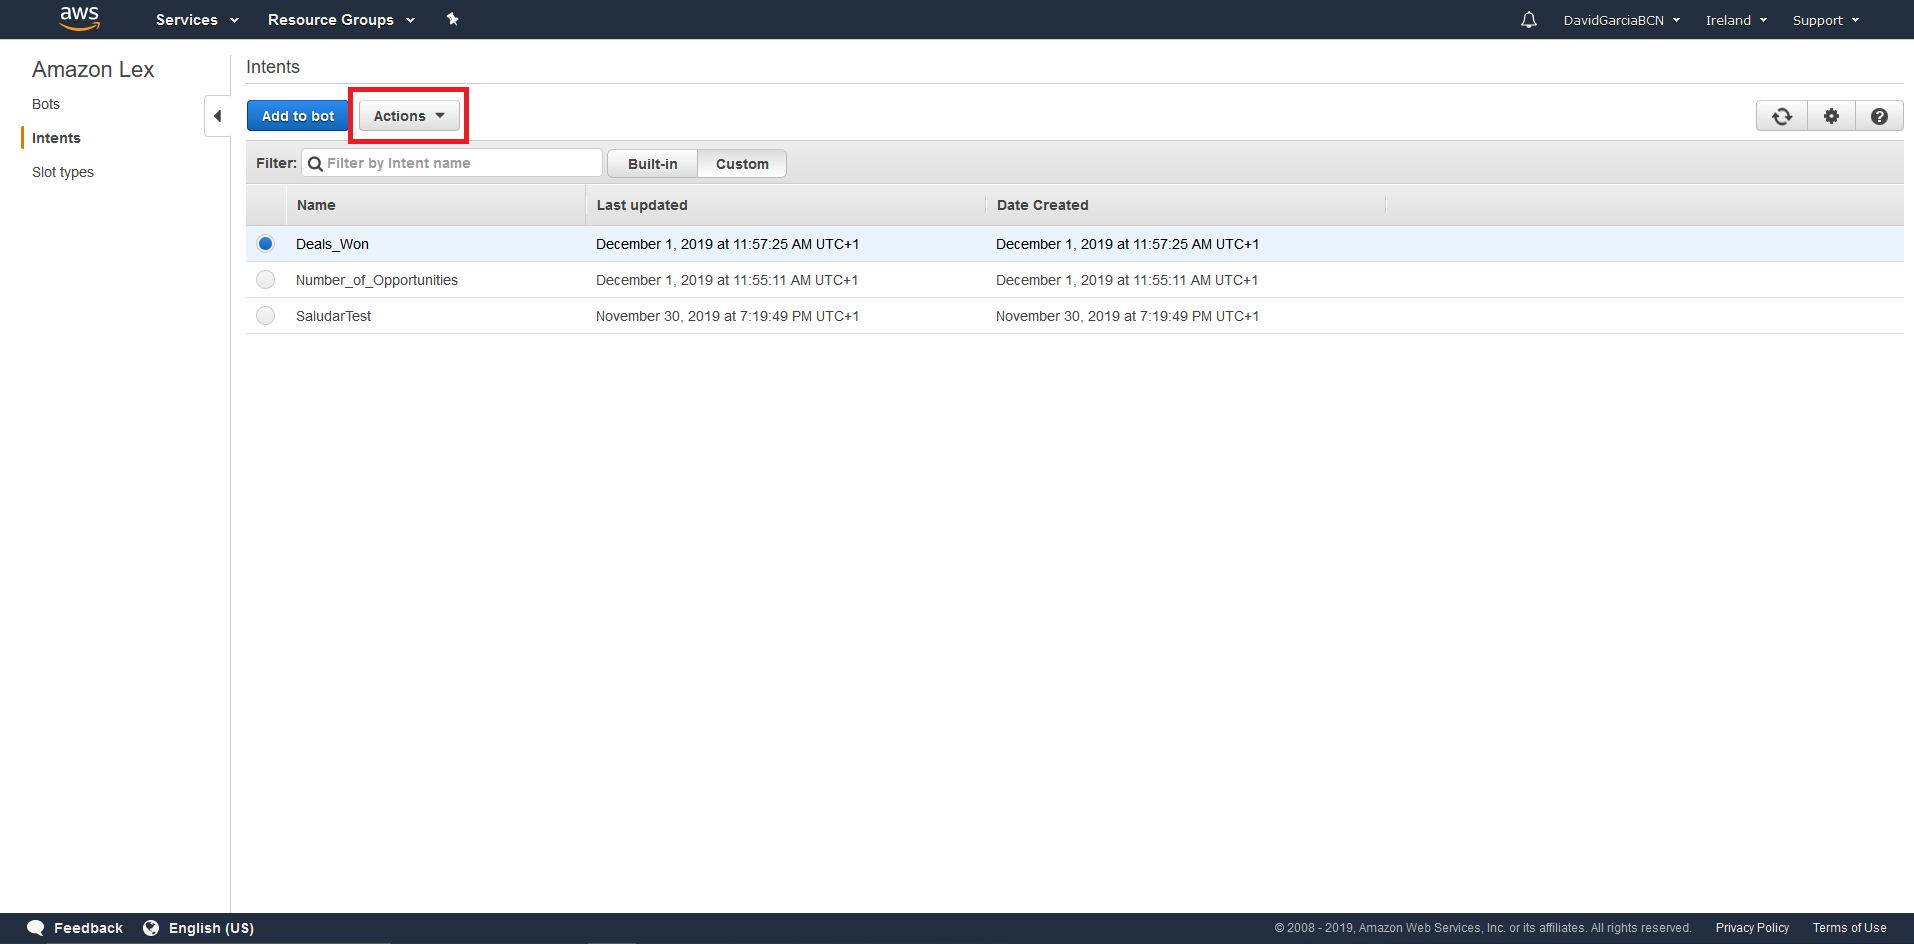 aws Services Resource Groups DavidGarciaBCN Ireland Support
Amazon Lex
Bots
Intents
Slot types
Intents
Add to bot Actions
Filter: Filter by Intent name Built-in Custom
Name Last updated Date Created
Deals_Won December 1, 2019 at 11:57:25 AM UTC+1 December 1, 2019 at 11:57:25 AM UTC+1
Number_of_Opportunities December 1, 2019 at 11:55:11 AM UTC+1 December 1, 2019 at 11:55:11 AM UTC+1
SaludarTest November 30, 2019 at 7:19:49 PM UTC+1 November 30, 2019 at 7:19:49 PM UTC+1
Feedback English (US) © 2008 - 2019, Amazon Web Services, Inc. or its affiliates. All rights reserved. Privacy Policy Terms of Use